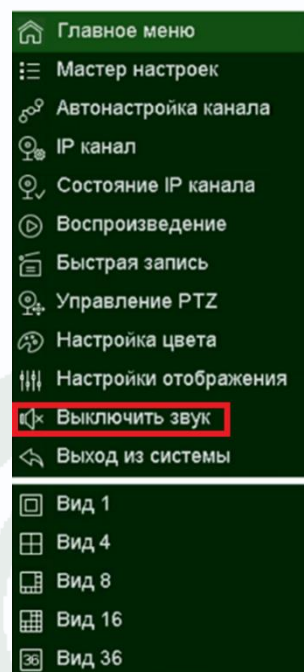 Главное меню
Мастер настроек
Автонастройка канала
IP канал
Состояние IP канала
Воспроизведение
Быстрая запись
Управление PTZ
Настройка цвета
Настройки отображения
Выключить звук
Выход из системы
Вид 1
Вид 4
Вид 8
Вид 16
36 Вид 36